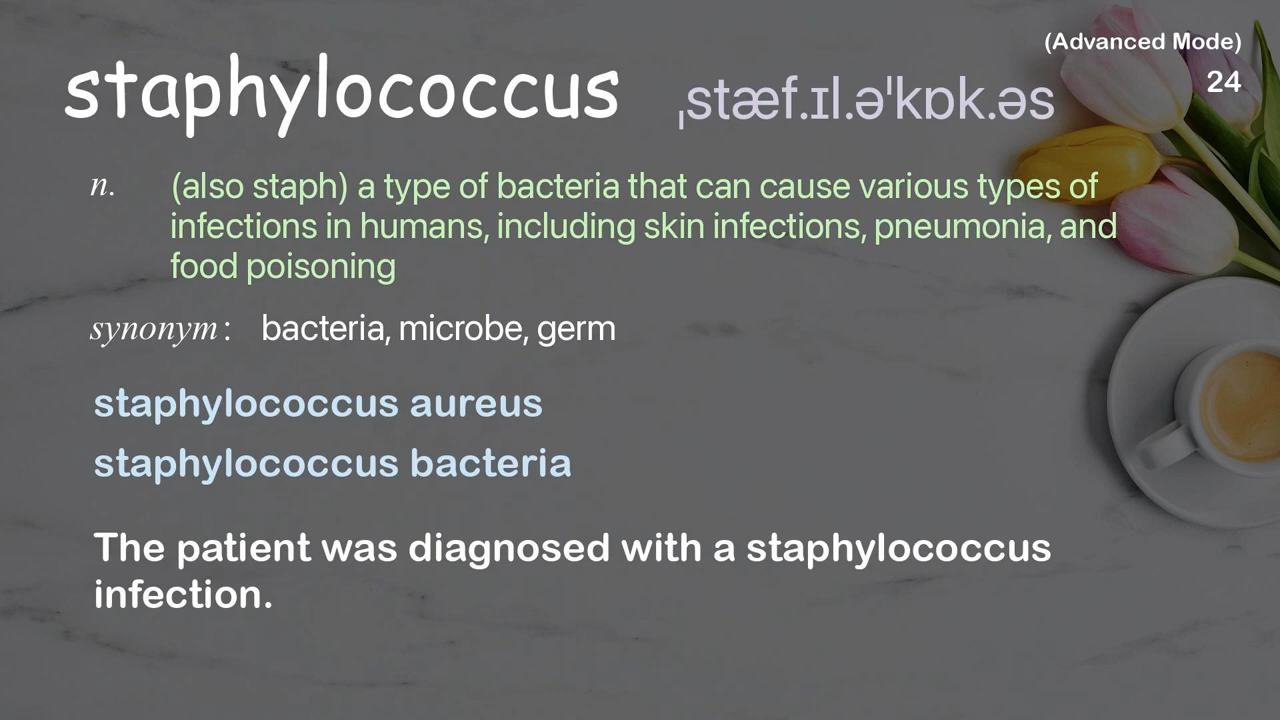 (Advanced Mode)
24
staphylococcus ˌstæf.ɪl.əˈkɒk.əs
n. (also staph) a type of bacteria that can cause various types of
infections in humans, including skin infections, pneumonia, and
food poisoning
synonym: bacteria, microbe, germ
staphylococcus aureus
staphylococcus bacteria
The patient was diagnosed with a staphylococcus
infection.